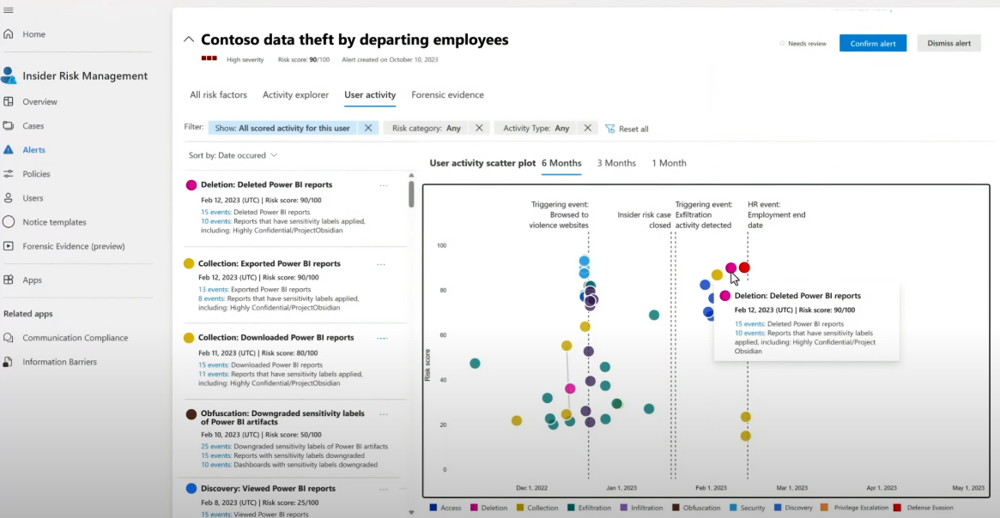 Home
Insider Risk Management
Overview
Cases
Alerts
Policies
Users
Notice templates
Forensic Evidence (preview)
Apps
Related apps
Communication Compliance
Information Barriers
Contoso data theft by departing employees
High severity Risk score: 90/100 Alert created on October 10, 2023
Needs review Confirm alert Dismiss alert
All risk factors Activity explorer User activity Forensic evidence
Filter: Show: All scored activity for this user Risk category: Any Activity Type: Any Reset all
Sort by: Date occured
Deletion: Deleted Power BI reports
Feb 12, 2023 (UTC) | Risk score: 90/100
15 events: Deleted Power BI reports
10 events: Reports that have sensitivity labels applied,
including: Highly Confidential/ProjectObsidian
Collection: Exported Power BI reports
Feb 12, 2023 (UTC) | Risk score: 90/100
13 events: Exported Power BI reports
8 events: Reports that have sensitivity labels applied,
including: Highly Confidential/ProjectObsidian
Collection: Downloaded Power BI reports
Feb 11, 2023 (UTC) | Risk score: 80/100
15 events: Downloaded Power BI reports
11 events: Reports that have sensitivity labels applied,
including: Highly Confidential/ProjectObsidian
Obfuscation: Downgraded sensitivity labels
of Power BI artifacts
Feb 10, 2023 (UTC) | Risk score: 50/100
25 events: Downgraded sensitivity labels of Power BI artifacts
15 events: Reports with sensitivity labels downgraded
10 events: Dashboards with sensitivity labels downgraded
Discovery: Viewed Power BI reports
Feb 8, 2023 (UTC) | Risk score: 25/100
15 events: Viewed Power BI reports
User activity scatter plot 6 Months 3 Months 1 Month
Triggering event:
Browsed to
violence websites
Insider risk case
closed
Triggering event:
Exfiltration
activity detected
HR event:
Employment end
date
100
80
60
40
20
0
Risk score
Deletion: Deleted Power BI reports
Feb 12, 2023 (UTC) | Risk score: 90/100
15 events: Deleted Power BI reports
10 events: Reports that have sensitivity labels
applied, including: Highly Confidential/Project
Obsidian
Dec 1, 2022 Jan 1, 2023 Feb 1, 2023 Mar 1, 2023 Apr 1, 2023 May 1, 2023
Access Deletion Collection Exfiltration Infiltration Obfuscation Security Discovery Privilege Escalation Defense Evasion